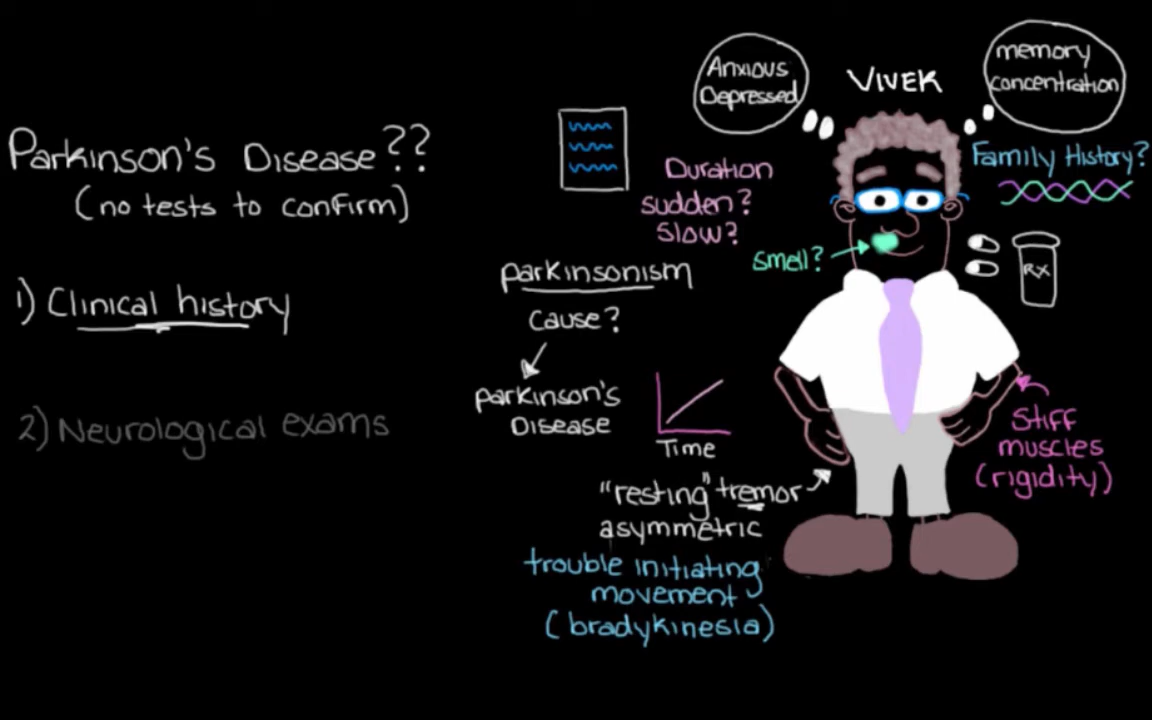 Parkinson's Disease??
(no tests to confirm)
1) Clinical history
2) Neurological exams
Anxious
Depressed
VIVEK
memory
concentration
Family History?
Duration
sudden?
slow?
smell?
RX
parkinsonism
cause?
parkinson's
Disease
Time
"resting" tremor
asymmetric
trouble initiating
movement
(bradykinesia)
Stiff
muscles
(rigidity)